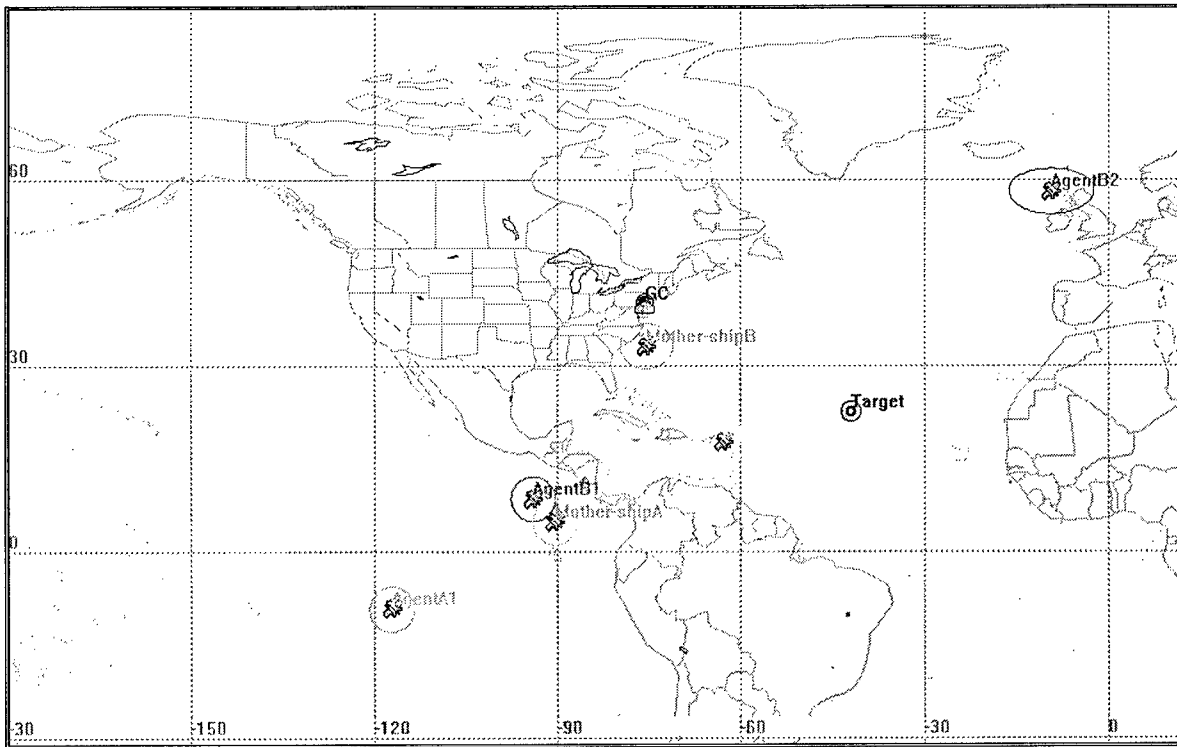 60
AgentB2
GC
Mother-shipB
30
Target
AgentB1
Mother-shipA
0
AgentA1
-30
-150
-120
-90
-60
-30
0